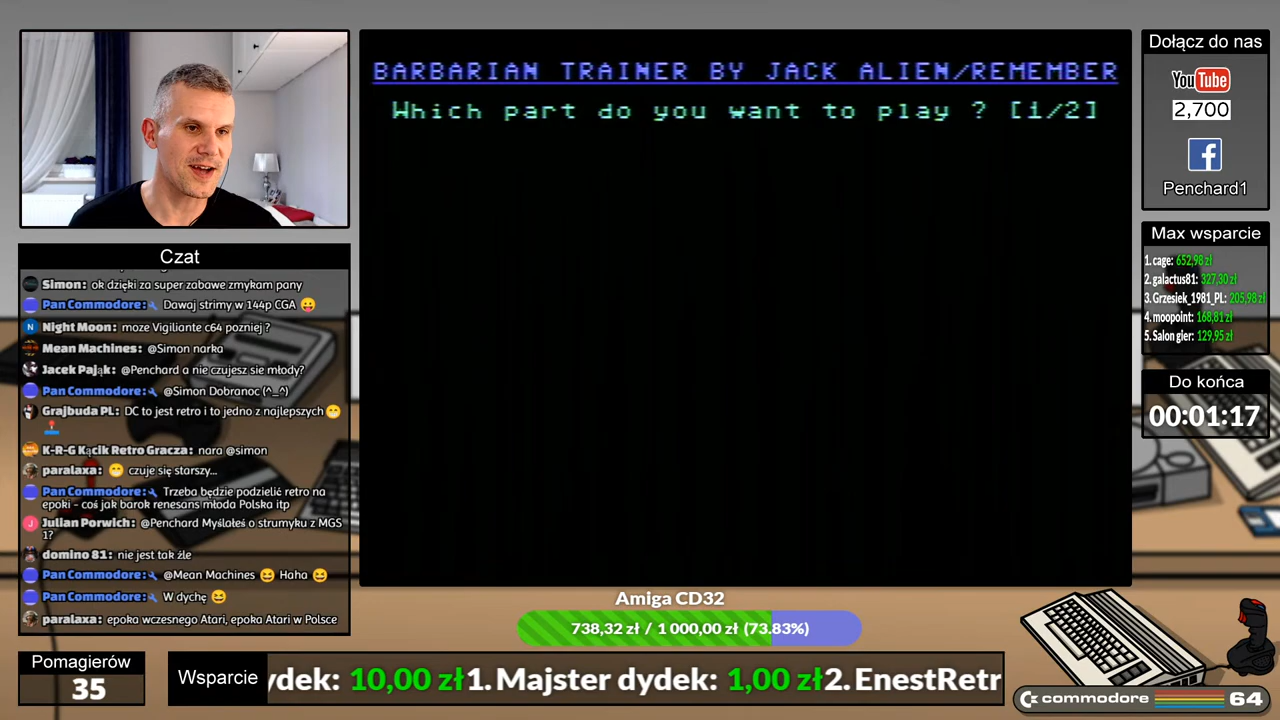 BARBARIAN TRAINER BY JACK ALIEN/REMEMBER
Which part do you want to play ? [1/2]
Czat
Simon: ok dzięki za super zabawe zmykam pany
Pan Commodore: Dawaj strimy w 144p CGA 😛
N Night Moon: moze Vigiliante c64 pozniej ?
Mean Machines: @Simon narka
Jacek Pająk: @Penchard a nie czujesz sie młody?
Pan Commodore: @Simon Dobranoc (^_^)
Grajbuda PL: DC to jest retro i to jedno z najlepszych 😁
🕹️
K-R-G Kącik Retro Gracza: nara @simon
paralaxa: 😁 czuje się starszy...
Pan Commodore: Trzeba będzie podzielić retro na
epoki - coś jak barok renesans młoda Polska itp
J Julian Porwich: @Penchard Myślałeś o strumyku z MGS
1?
domino 81: nie jest tak źle
Pan Commodore: @Mean Machines 😆 Haha 😆
Pan Commodore: W dychę 😆
paralaxa: epoka wczesnego Atari, epoka Atari w Polsce
Dołącz do nas
YouTube
2,700
f
Penchard1
Max wsparcie
1. cage: 652,98 zł
2. galactus81: 327,30 zł
3. Grzesiek_1981_PL: 205,98 zł
4. moopoint: 168,81 zł
5. Salon gier: 129,95 zł
Do końca
00:01:17
Amiga CD32
738,32 zł / 1 000,00 zł (73.83%)
Pomagierów
35
Wsparcie
ydek: 10,00 zł1. Majster dydek: 1,00 zł2. EnestRetr
commodore 64